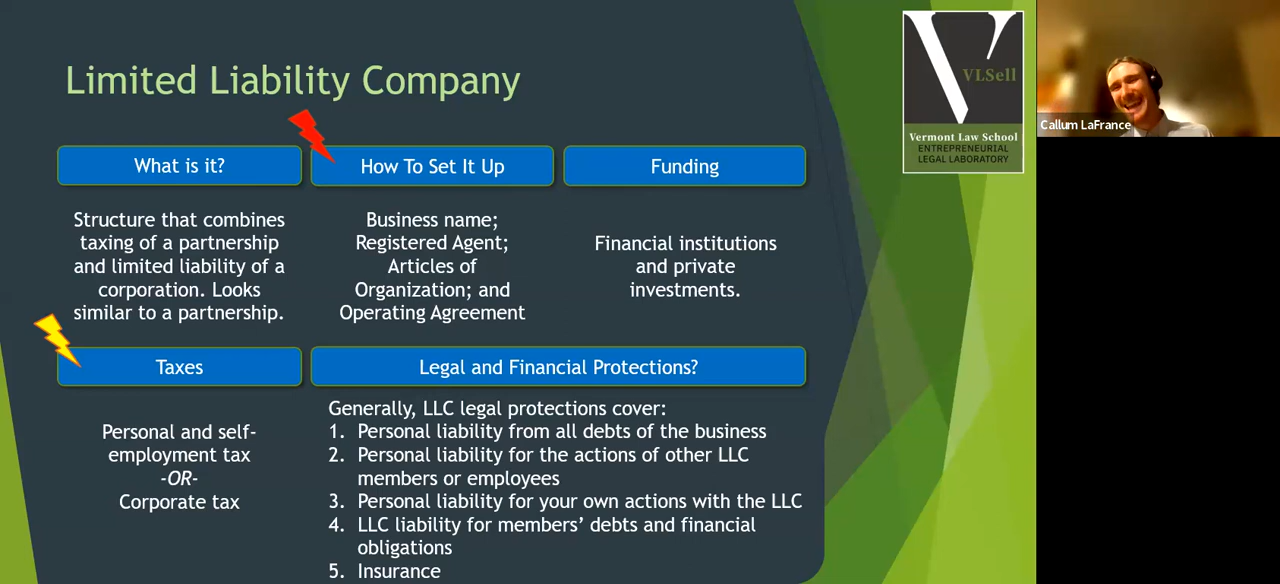 Limited Liability Company
What is it?
Structure that combines
taxing of a partnership
and limited liability of a
corporation. Looks
similar to a partnership.
How To Set It Up
Business name;
Registered Agent;
Articles of
Organization; and
Operating Agreement
Funding
Financial institutions
and private
investments.
Taxes
Personal and self-
employment tax
-OR-
Corporate tax
Legal and Financial Protections?
Generally, LLC legal protections cover:
1. Personal liability from all debts of the business
2. Personal liability for the actions of other LLC
members or employees
3. Personal liability for your own actions with the LLC
4. LLC liability for members’ debts and financial
obligations
5. Insurance
V
VLSell
Vermont Law School
ENTREPRENEURIAL
LEGAL LABORATORY
Callum LaFrance